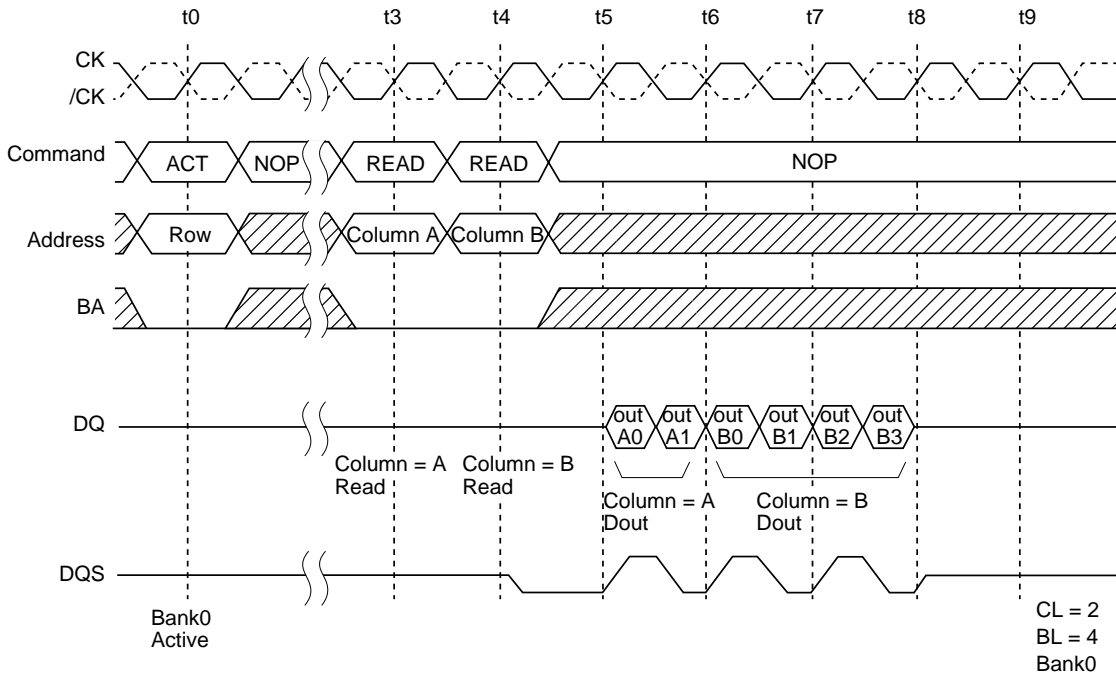 t0 t3 t4 t5 t6 t7 t8 t9
CK
/CK
Command ACT NOP READ READ NOP
Address Row Column A Column B
BA
DQ out A0 out A1 out B0 out B1 out B2 out B3
Column = A Read
Column = B Read
Column = A Dout
Column = B Dout
DQS
Bank0
Active
CL = 2
BL = 4
Bank0